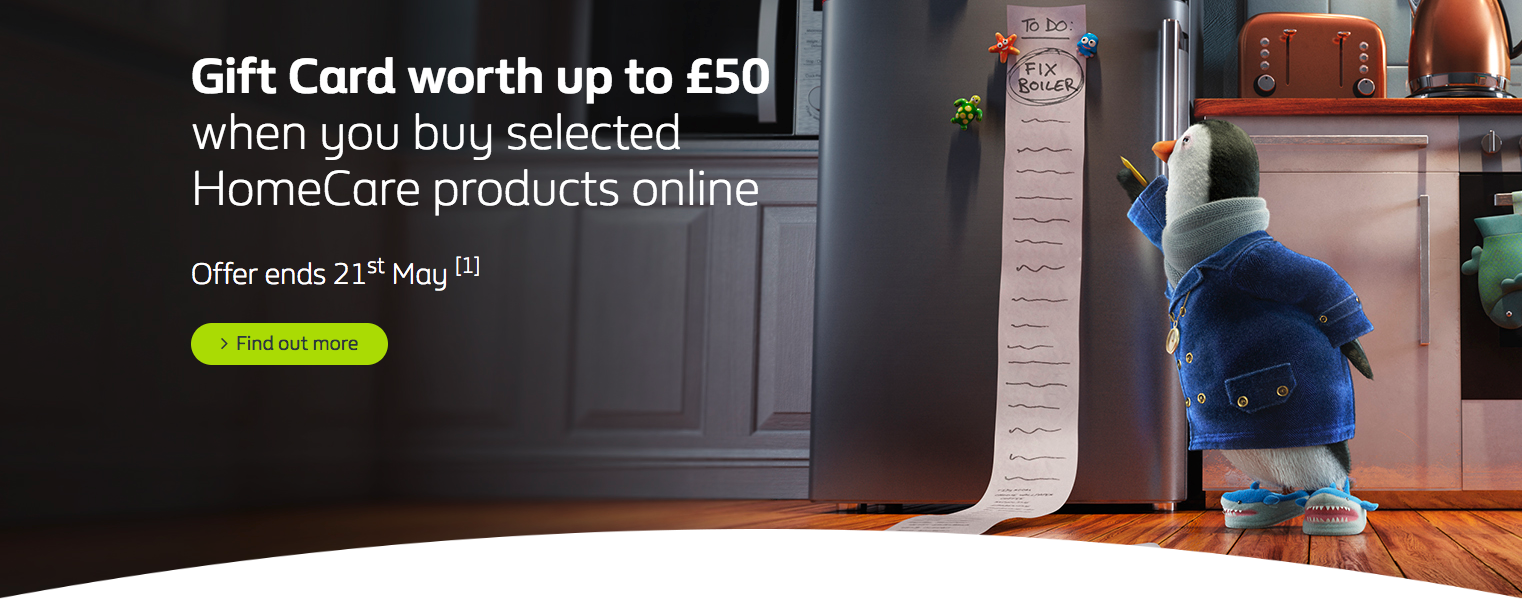 Gift Card worth up to £50
when you buy selected
HomeCare products online
Offer ends 21st May [1]
> Find out more
TO DO:
FIX
BOILER